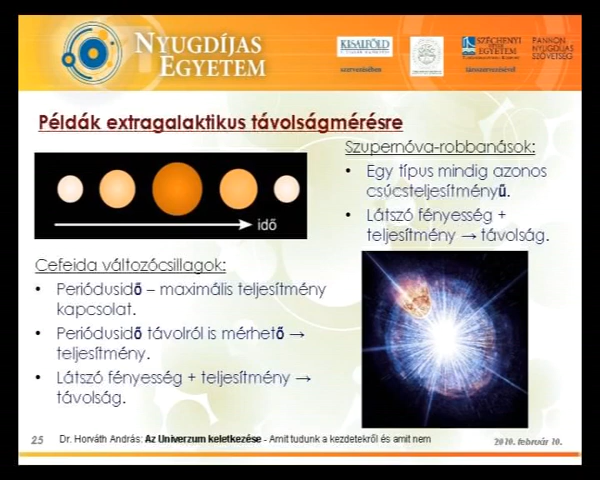 NYUGDÍJAS
EGYETEM
KISALFÖLD
szervezésében
SZÉCHENYI
EGYETEM
társszervezésével
PANNON
NYUGDÍJAS
SZÖVETSÉG
Példák extragalaktikus távolságmérésre
idő
Cefeida változócsillagok:
• Periódusidő – maximális teljesítmény
kapcsolat.
• Periódusidő távolról is mérhető →
teljesítmény.
• Látszó fényesség + teljesítmény →
távolság.
Szupernóva-robbanások:
• Egy típus mindig azonos
csúcsteljesítményű.
• Látszó fényesség +
teljesítmény → távolság.
25 Dr. Horváth András: Az Univerzum keletkezése - Amit tudunk a kezdetekről és amit nem
2010. február 10.